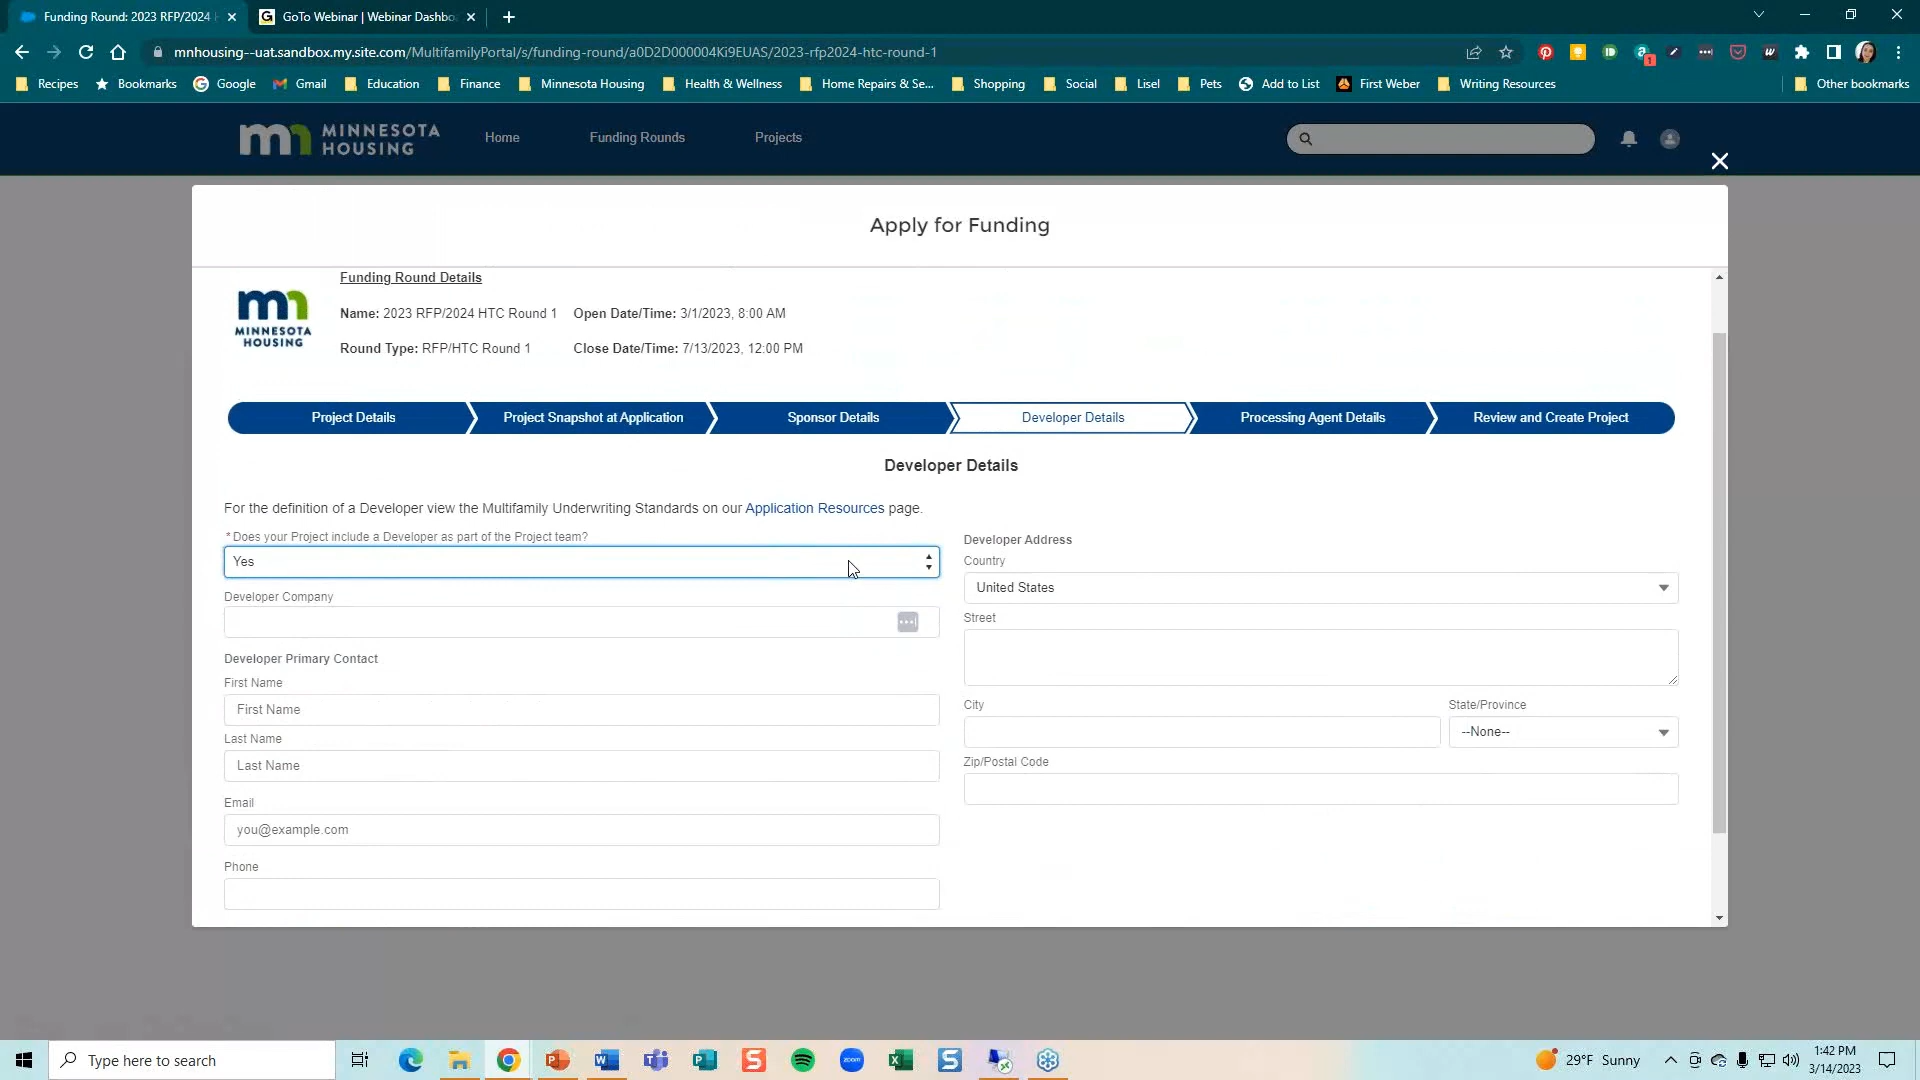 Funding Round: 2023 RFP/2024 H
GoTo Webinar | Webinar Dashbo
mnhousing--uat.sandbox.my.site.com/MultifamilyPortal/s/funding-round/a0D2D000004Ki9EUAS/2023-rfp2024-htc-round-1
Recipes Bookmarks Google Gmail Education Finance Minnesota Housing Health & Wellness Home Repairs & Se... Shopping Social Lisel Pets Add to List First Weber Writing Resources Other bookmarks
MINNESOTA HOUSING
Home Funding Rounds Projects
Apply for Funding
MINNESOTA HOUSING
Funding Round Details
Name: 2023 RFP/2024 HTC Round 1 Open Date/Time: 3/1/2023, 8:00 AM
Round Type: RFP/HTC Round 1 Close Date/Time: 7/13/2023, 12:00 PM
Project Details Project Snapshot at Application Sponsor Details Developer Details Processing Agent Details Review and Create Project
Developer Details
For the definition of a Developer view the Multifamily Underwriting Standards on our Application Resources page.
* Does your Project include a Developer as part of the Project team?
Yes
Developer Company
Developer Primary Contact
First Name
First Name
Last Name
Last Name
Email
you@example.com
Phone
Developer Address
Country
United States
Street
City State/Province
--None--
Zip/Postal Code
Type here to search
29°F Sunny
1:42 PM
3/14/2023